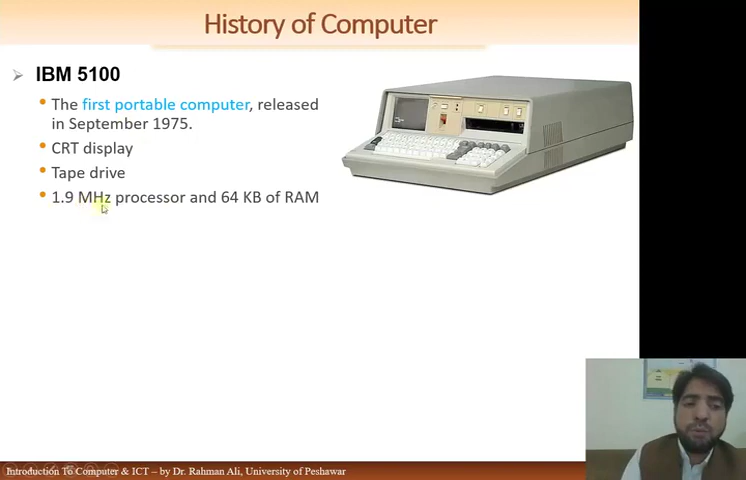 History of Computer
IBM 5100
The first portable computer, released
in September 1975.
CRT display
Tape drive
1.9 MHz processor and 64 KB of RAM
Introduction To Computer & ICT – by Dr. Rahman Ali, University of Peshawar